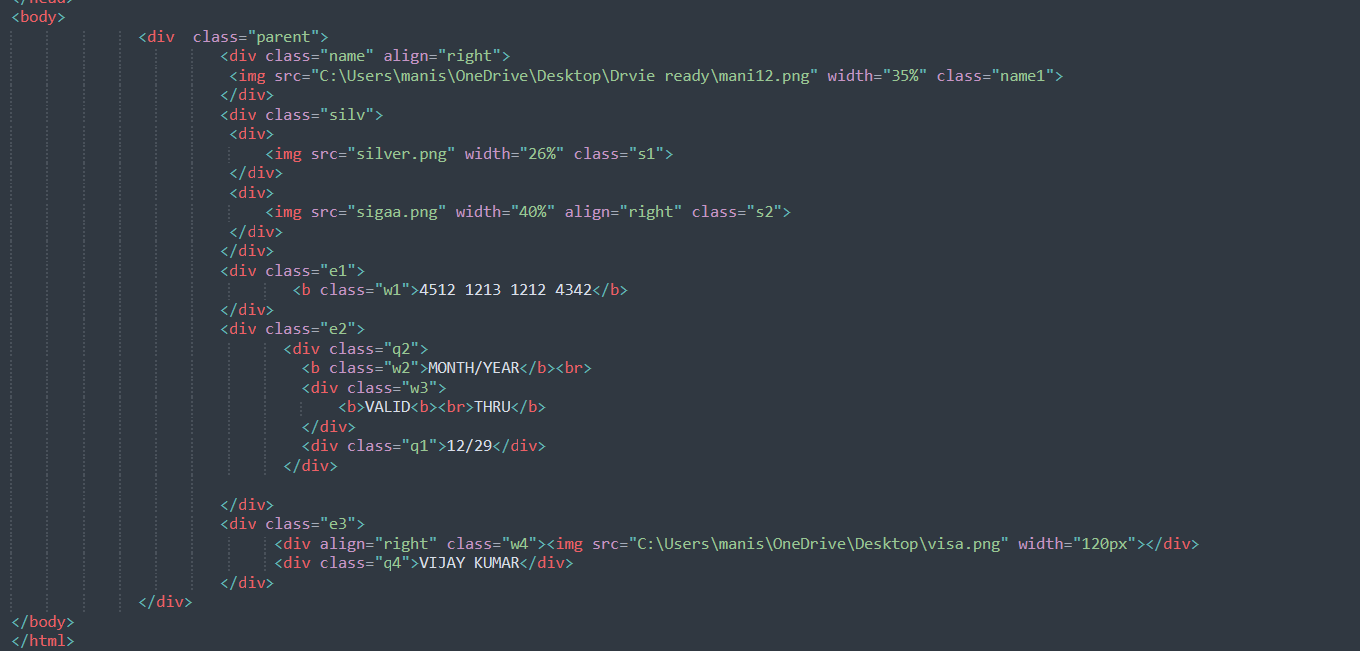 </head>
<body>
<div  class="parent">
<div class="name" align="right">
<img src="C:\Users\manis\OneDrive\Desktop\Drvie ready\mani12.png" width="35%" class="name1">
</div>
<div class="silv">
<div>
<img src="silver.png" width="26%" class="s1">
</div>
<div>
<img src="sigaa.png" width="40%" align="right" class="s2">
</div>
</div>
<div class="e1">
<b class="w1">4512 1213 1212 4342</b>
</div>
<div class="e2">
<div class="q2">
<b class="w2">MONTH/YEAR</b><br>
<div class="w3">
<b>VALID<b><br>THRU</b>
</div>
<div class="q1">12/29</div>
</div>
</div>
<div class="e3">
<div align="right" class="w4"><img src="C:\Users\manis\OneDrive\Desktop\visa.png" width="120px"></div>
<div class="q4">VIJAY KUMAR</div>
</div>
</div>
</body>
</html>